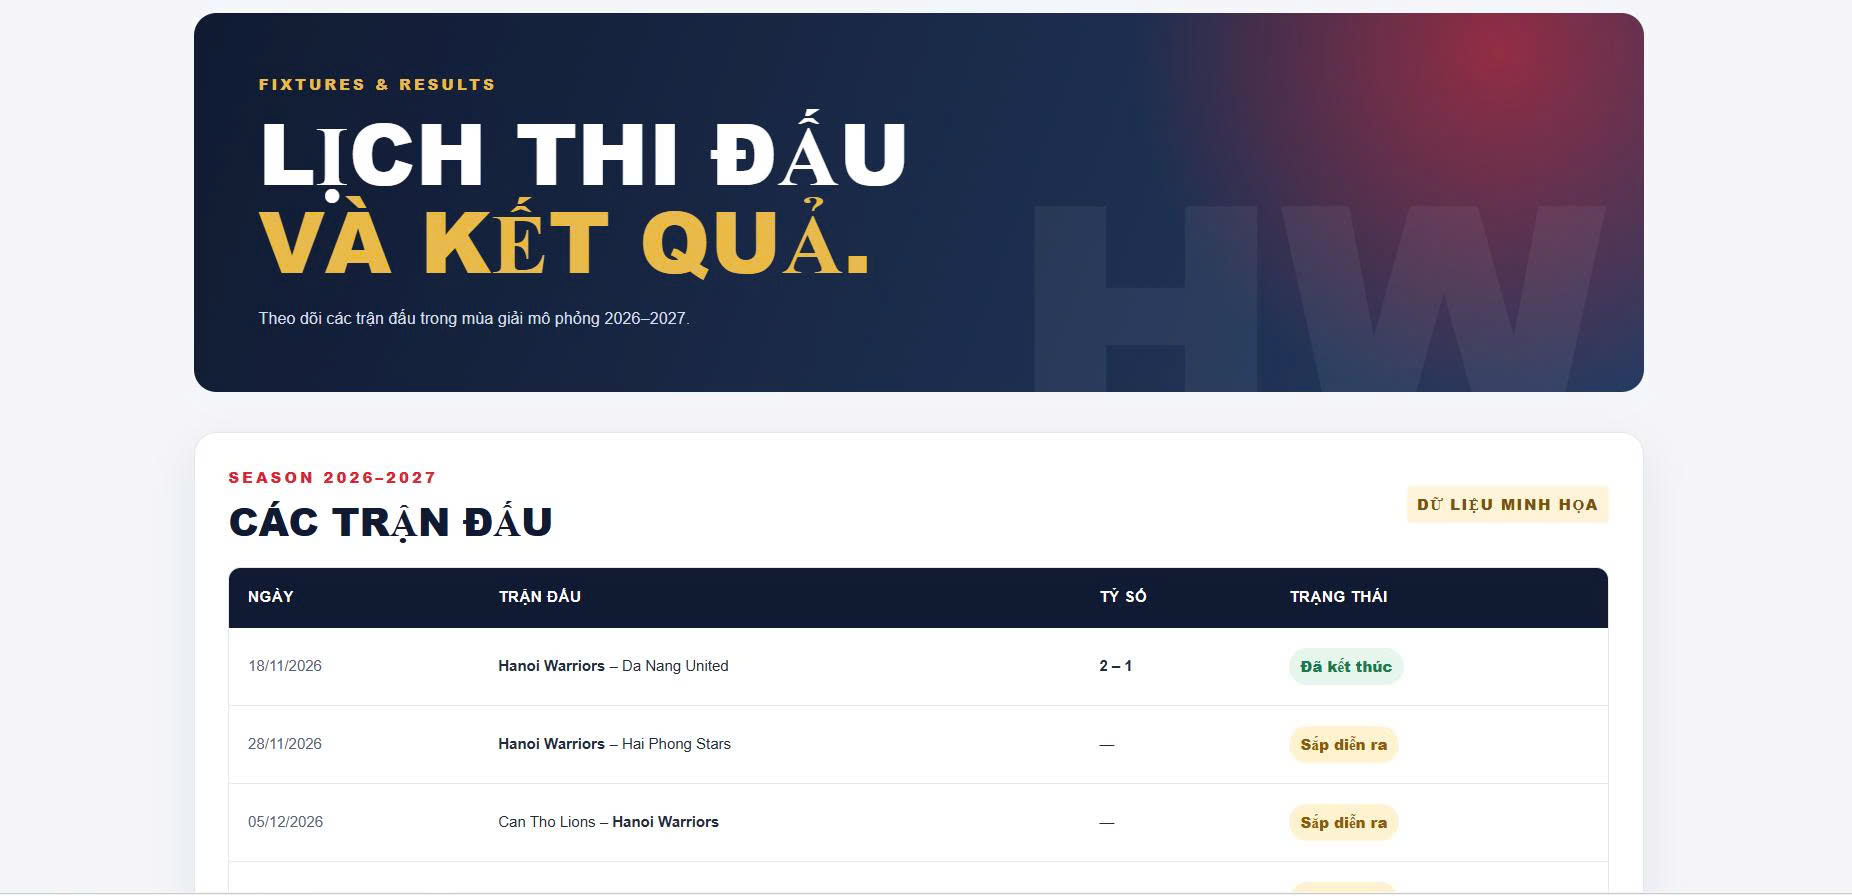 FIXTURES & RESULTS
LỊCH THI ĐẤU
VÀ KẾT QUẢ.
Theo dõi các trận đấu trong mùa giải mô phỏng 2026–2027.
HW
SEASON 2026–2027
CÁC TRẬN ĐẤU
DỮ LIỆU MINH HỌA
NGÀY TRẬN ĐẤU TỶ SỐ TRẠNG THÁI
18/11/2026 Hanoi Warriors – Da Nang United 2 – 1 Đã kết thúc
28/11/2026 Hanoi Warriors – Hai Phong Stars — Sắp diễn ra
05/12/2026 Can Tho Lions – Hanoi Warriors — Sắp diễn ra